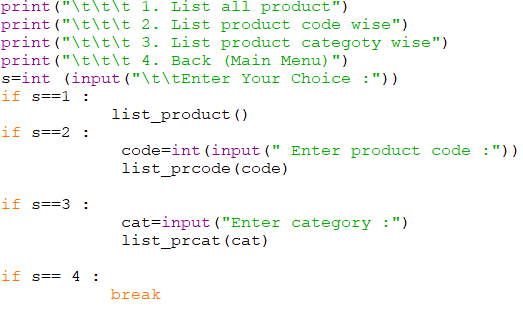 print("\t\t\t 1. List all product")
print("\t\t\t 2. List product code wise")
print("\t\t\t 3. List product categoty wise")
print("\t\t\t 4. Back (Main Menu)")
s=int (input("\t\tEnter Your Choice :"))
if s==1 :
list_product()
if s==2 :
code=int(input(" Enter product code :"))
list_prcode(code)
if s==3 :
cat=input("Enter category :")
list_prcat(cat)
if s== 4 :
break